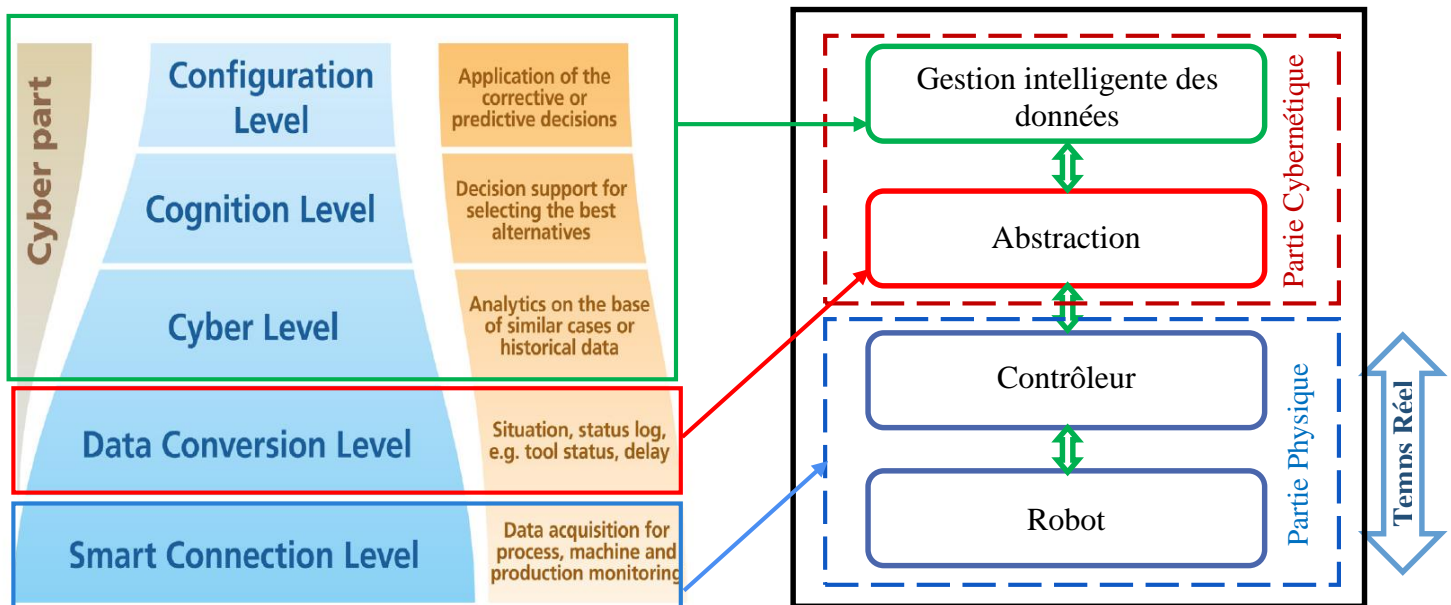 Cyber part
Configuration
Level
Application of the
corrective or
predictive decisions
Cognition Level
Decision support for
selecting the best
alternatives
Cyber Level
Analytics on the base
of similar cases or
historical data
Data Conversion Level
Situation, status log,
e.g. tool status, delay
Smart Connection Level
Data acquisition for
process, machine and
production monitoring
Gestion intelligente des
données
Abstraction
Partie Cybernétique
Contrôleur
Robot
Partie Physique
Temps Réel